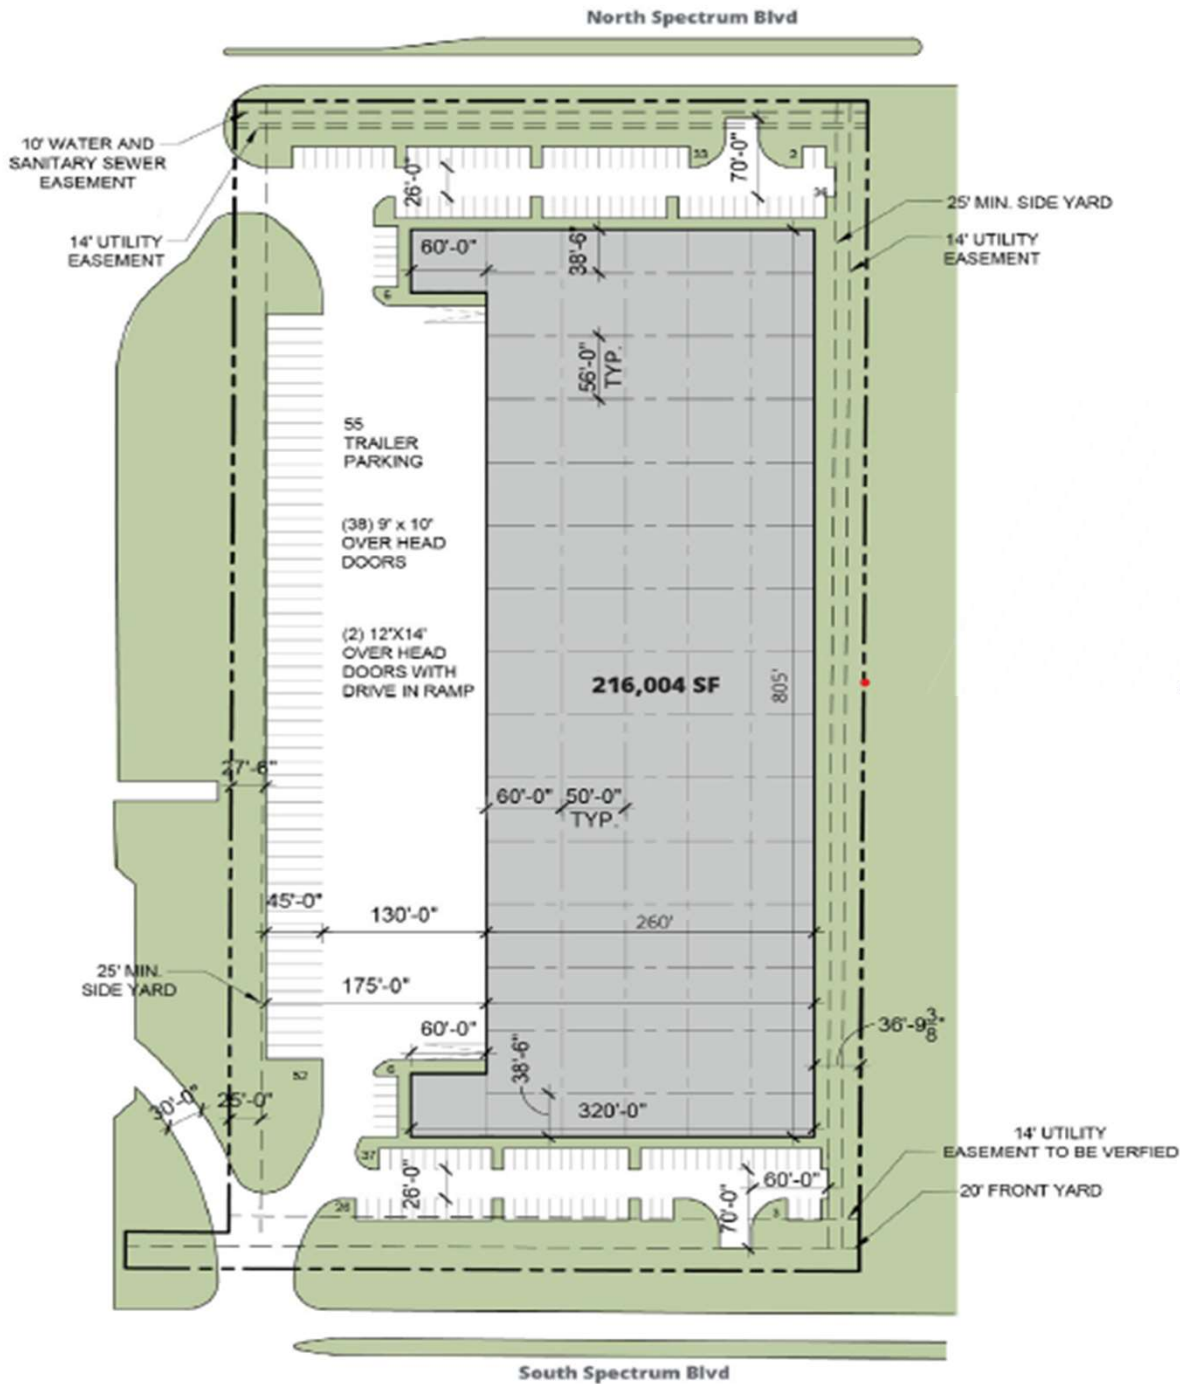 North Spectrum Blvd
10' WATER AND
SANITARY SEWER
EASEMENT
14' UTILITY
EASEMENT
26'-0"
33
70'-0"
2
36
25' MIN. SIDE YARD
14' UTILITY
EASEMENT
60'-0"
38'-6"
6
56'-0"
TYP.
55
TRAILER
PARKING
(38) 9' x 10'
OVER HEAD
DOORS
(2) 12'X14'
OVER HEAD
DOORS WITH
DRIVE IN RAMP
216,004 SF
805'
27'-6"
60'-0"
50'-0"
TYP.
45'-0"
130'-0"
260'
25' MIN.
SIDE YARD
175'-0"
60'-0"
38'-6"
36'-9 3/8"
52
6
30'-0"
25'-0"
320'-0"
37
26'-0"
60'-0"
70'-0"
26
3
14' UTILITY
EASEMENT TO BE VERFIED
20' FRONT YARD
South Spectrum Blvd